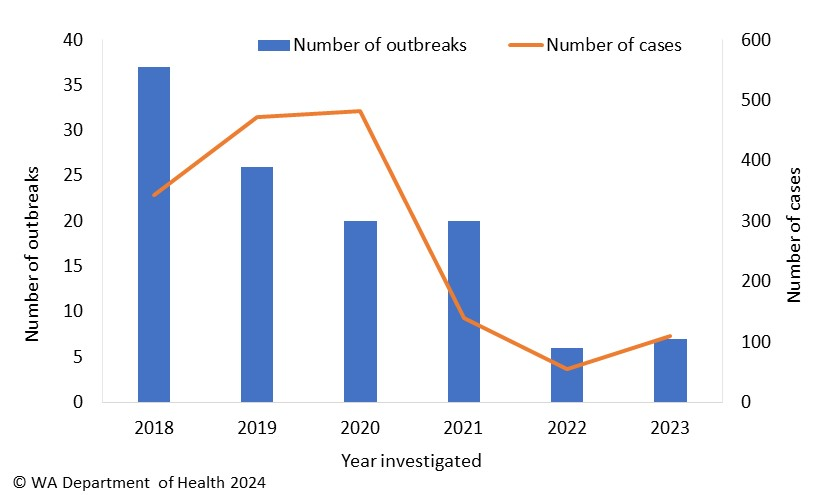 Number of outbreaks
Number of cases
40
35
30
25
20
15
10
5
0
Number of outbreaks
600
500
400
300
200
100
0
Number of cases
2018 2019 2020 2021 2022 2023
Year investigated
© WA Department of Health 2024